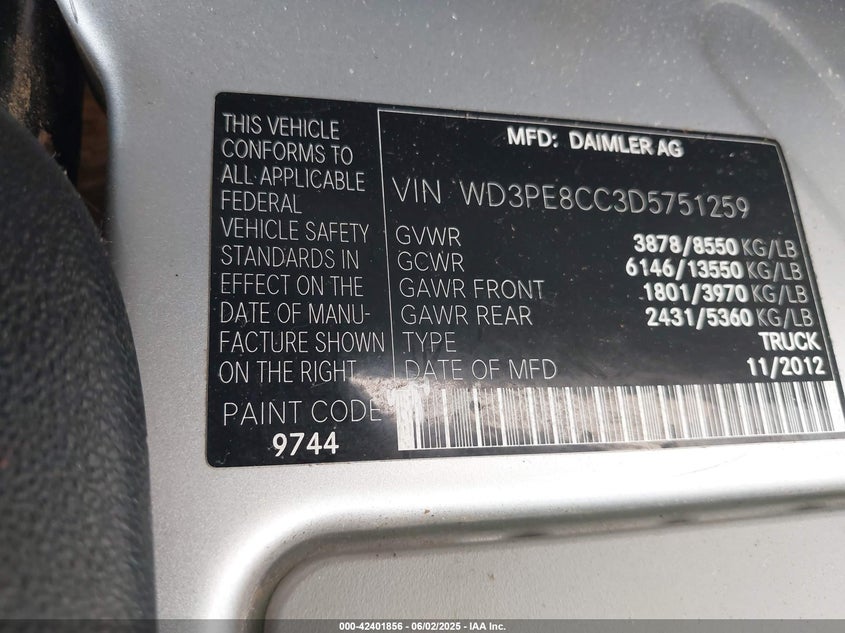 THIS VEHICLE
CONFORMS TO
ALL APPLICABLE
FEDERAL
VEHICLE SAFETY
STANDARDS IN
EFFECT ON THE
DATE OF MANU-
FACTURE SHOWN
ON THE RIGHT
PAINT CODE
9744
MFD: DAIMLER AG
VIN WD3PE8CC3D5751259
GVWR 3878/8550 KG/LB
GCWR 6146/13550 KG/LB
GAWR FRONT 1801/3970 KG/LB
GAWR REAR 2431/5360 KG/LB
TYPE TRUCK
DATE OF MFD 11/2012
000-42401856 - 06/02/2025 - IAA Inc.